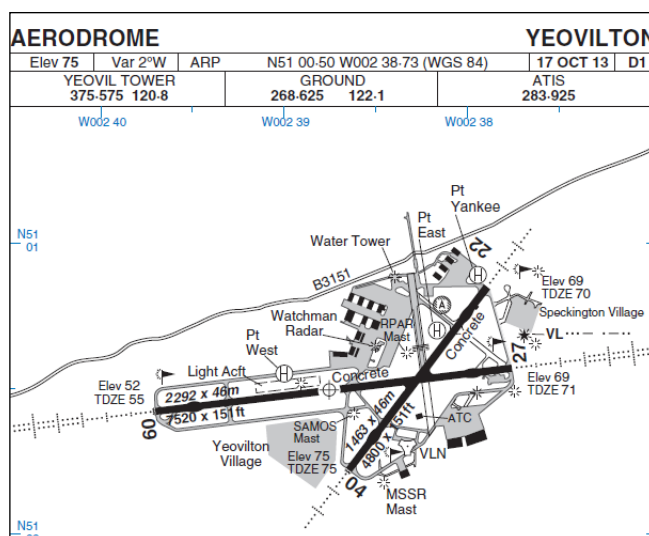 AERODROME YEOVILTON
Elev 75 Var 2°W ARP N51 00·50 W002 38·73 (WGS 84) 17 OCT 13 D1
YEOVIL TOWER GROUND ATIS
375·575 120·8 268·625 122·1 283·925
W002 40 W002 39 W002 38
Pt
Yankee
Pt
East
N51
01
Water Tower
22
B3151
Elev 69
TDZE 70
H
A
Speckington Village
Watchman
Radar
RPAR
Mast
H
Concrete
VL
Pt
West
27
H
Light Acft
Concrete
Elev 52
TDZE 55
Elev 69
TDZE 71
2292 x 46m
7520 x 151ft
09
SAMOS
Mast
1463 x 46m
4800 x 151ft
ATC
Yeovilton
Village
Elev 75
TDZE 75
VLN
04
MSSR
Mast
N51